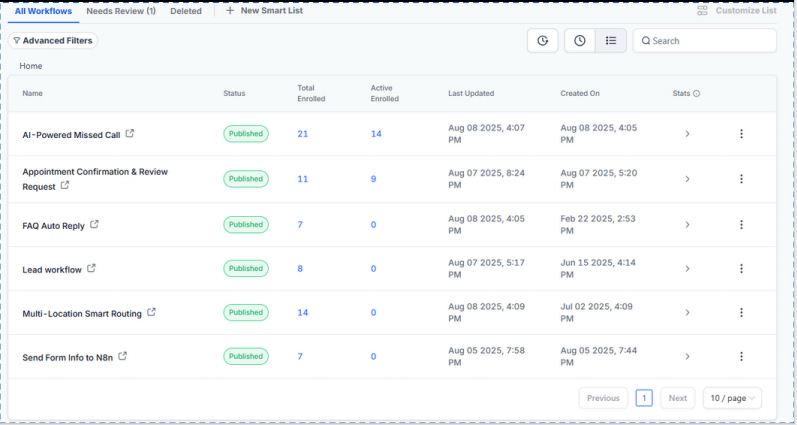 All Workflows Needs Review (1) Deleted + New Smart List Customize List
Advanced Filters Search
Home
Name Status Total Enrolled Active Enrolled Last Updated Created On Stats
AI-Powered Missed Call Published 21 14 Aug 08 2025, 4:07 PM Aug 08 2025, 4:05 PM
Appointment Confirmation & Review Request Published 11 9 Aug 07 2025, 8:24 PM Aug 07 2025, 5:20 PM
FAQ Auto Reply Published 7 0 Aug 08 2025, 4:05 PM Feb 22 2025, 2:53 PM
Lead workflow Published 8 0 Aug 07 2025, 5:17 PM Jun 15 2025, 4:14 PM
Multi-Location Smart Routing Published 14 0 Aug 08 2025, 4:09 PM Jul 02 2025, 4:09 PM
Send Form Info to N8n Published 7 0 Aug 05 2025, 7:58 PM Aug 05 2025, 7:44 PM
Previous 1 Next 10 / page